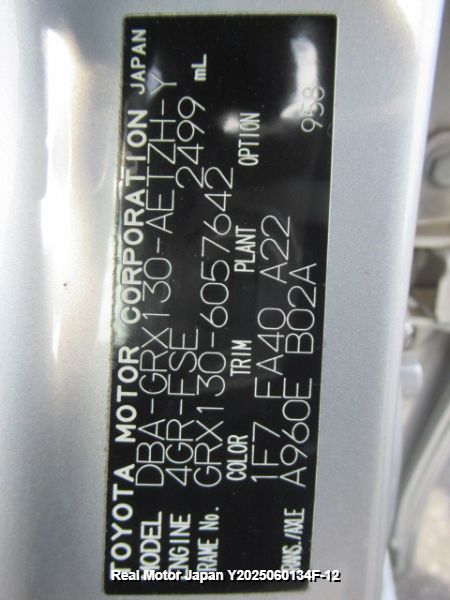 TOYOTA MOTOR CORPORATION JAPAN
MODEL DBA-GRX130-AETZH-Y
ENGINE 4GR-FSE 2499 mL
FRAME No. GRX130-6057642
COLOR TRIM PLANT OPTION
1F7 FA40 A22 958
TRANS./AXLE A960E B02A
Real Motor Japan Y2025060134F-12